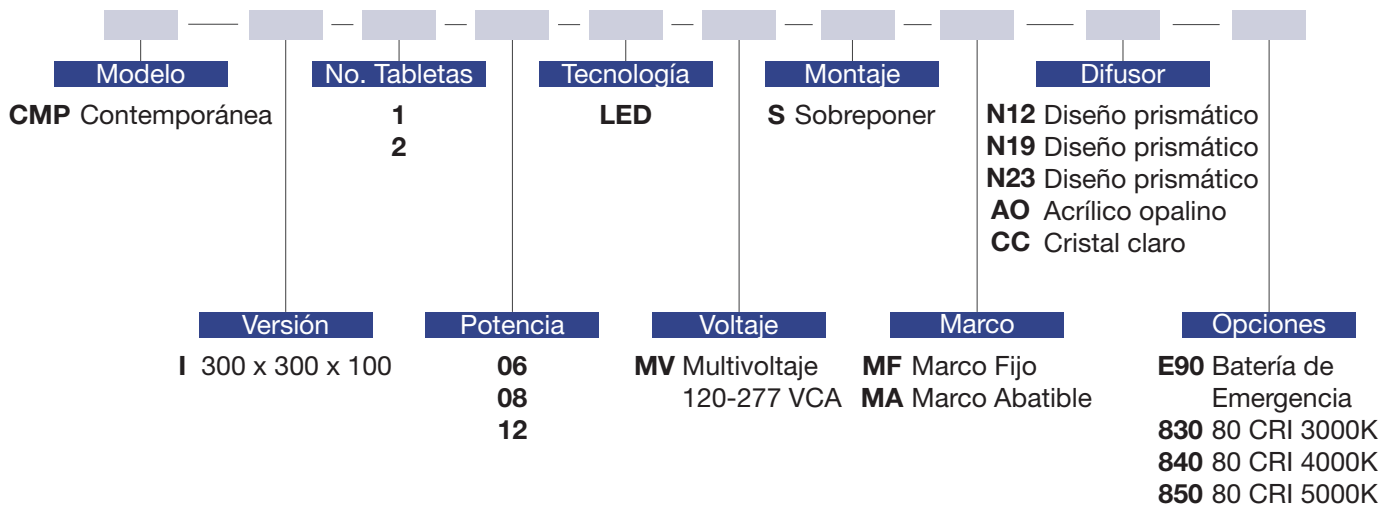 Modelo
CMP Contemporánea
No. Tabletas
1
2
Tecnología
LED
Montaje
S Sobreponer
Difusor
N12 Diseño prismático
N19 Diseño prismático
N23 Diseño prismático
AO Acrílico opalino
CC Cristal claro
Versión
I 300 x 300 x 100
Potencia
06
08
12
Voltaje
MV Multivoltaje
120-277 VCA
Marco
MF Marco Fijo
MA Marco Abatible
Opciones
E90 Batería de
Emergencia
830 80 CRI 3000K
840 80 CRI 4000K
850 80 CRI 5000K